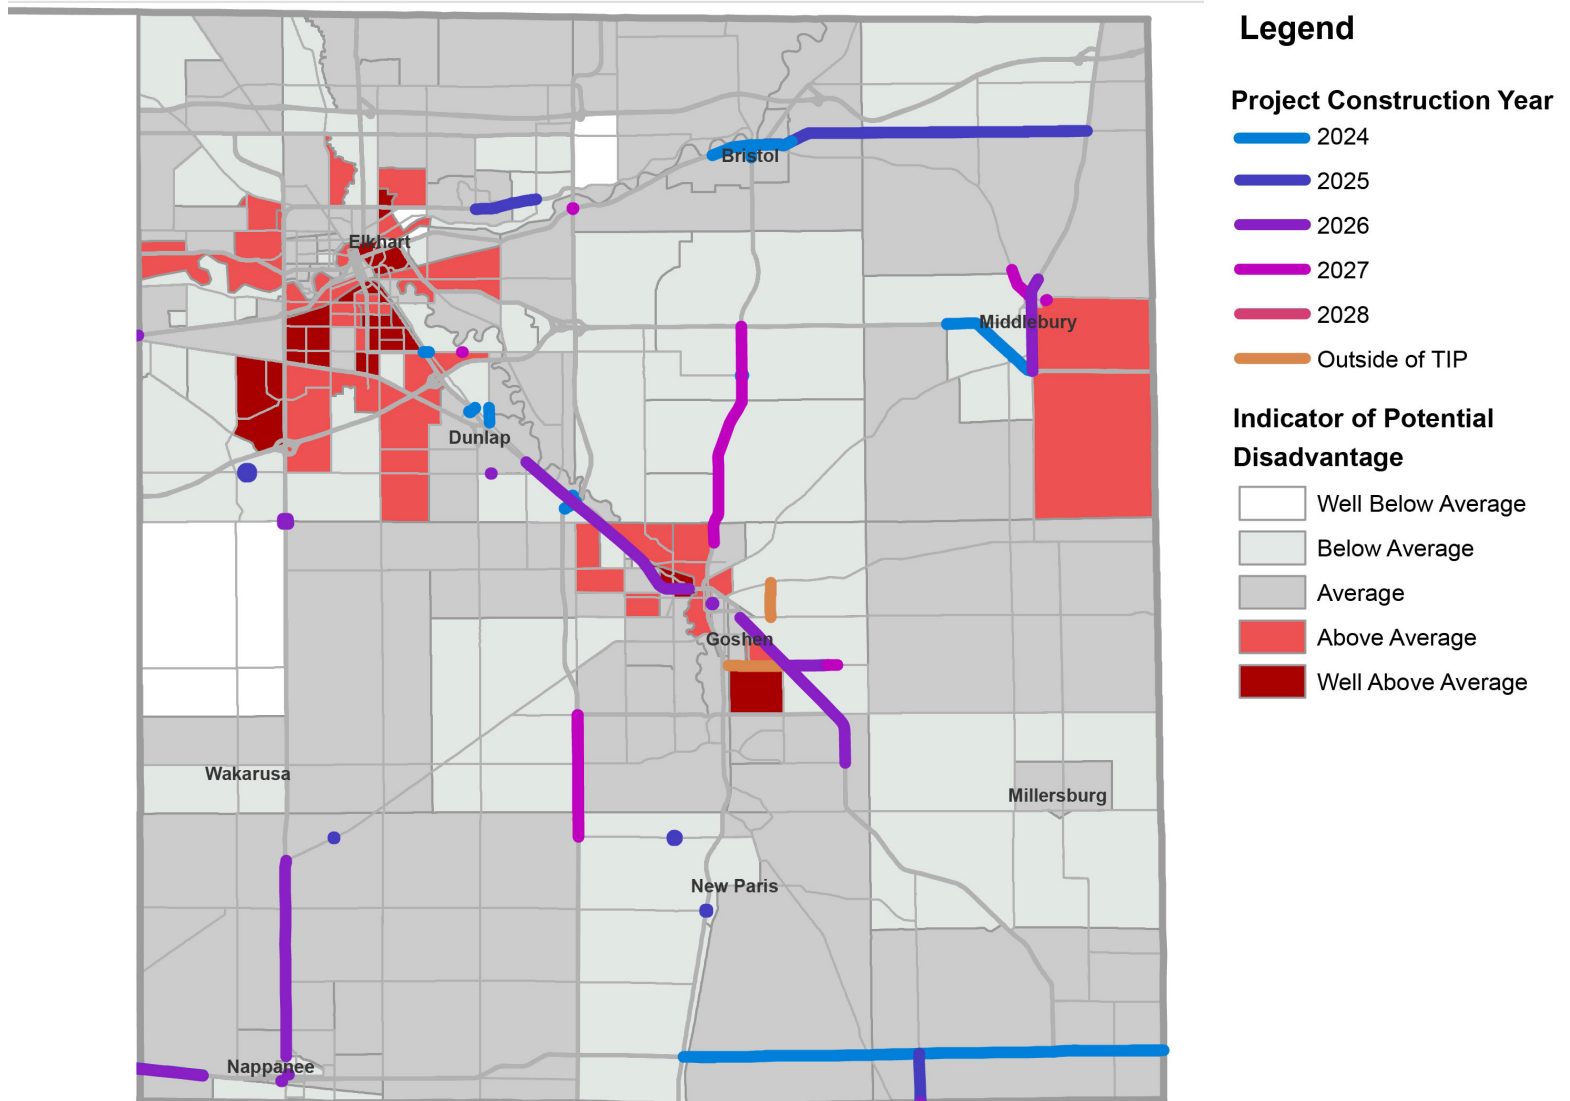 Legend
Project Construction Year
2024
2025
2026
2027
2028
Outside of TIP
Indicator of Potential
Disadvantage
Well Below Average
Below Average
Average
Above Average
Well Above Average
Bristol
Elkhart
Middlebury
Dunlap
Goshen
Wakarusa
Millersburg
New Paris
Nappanee